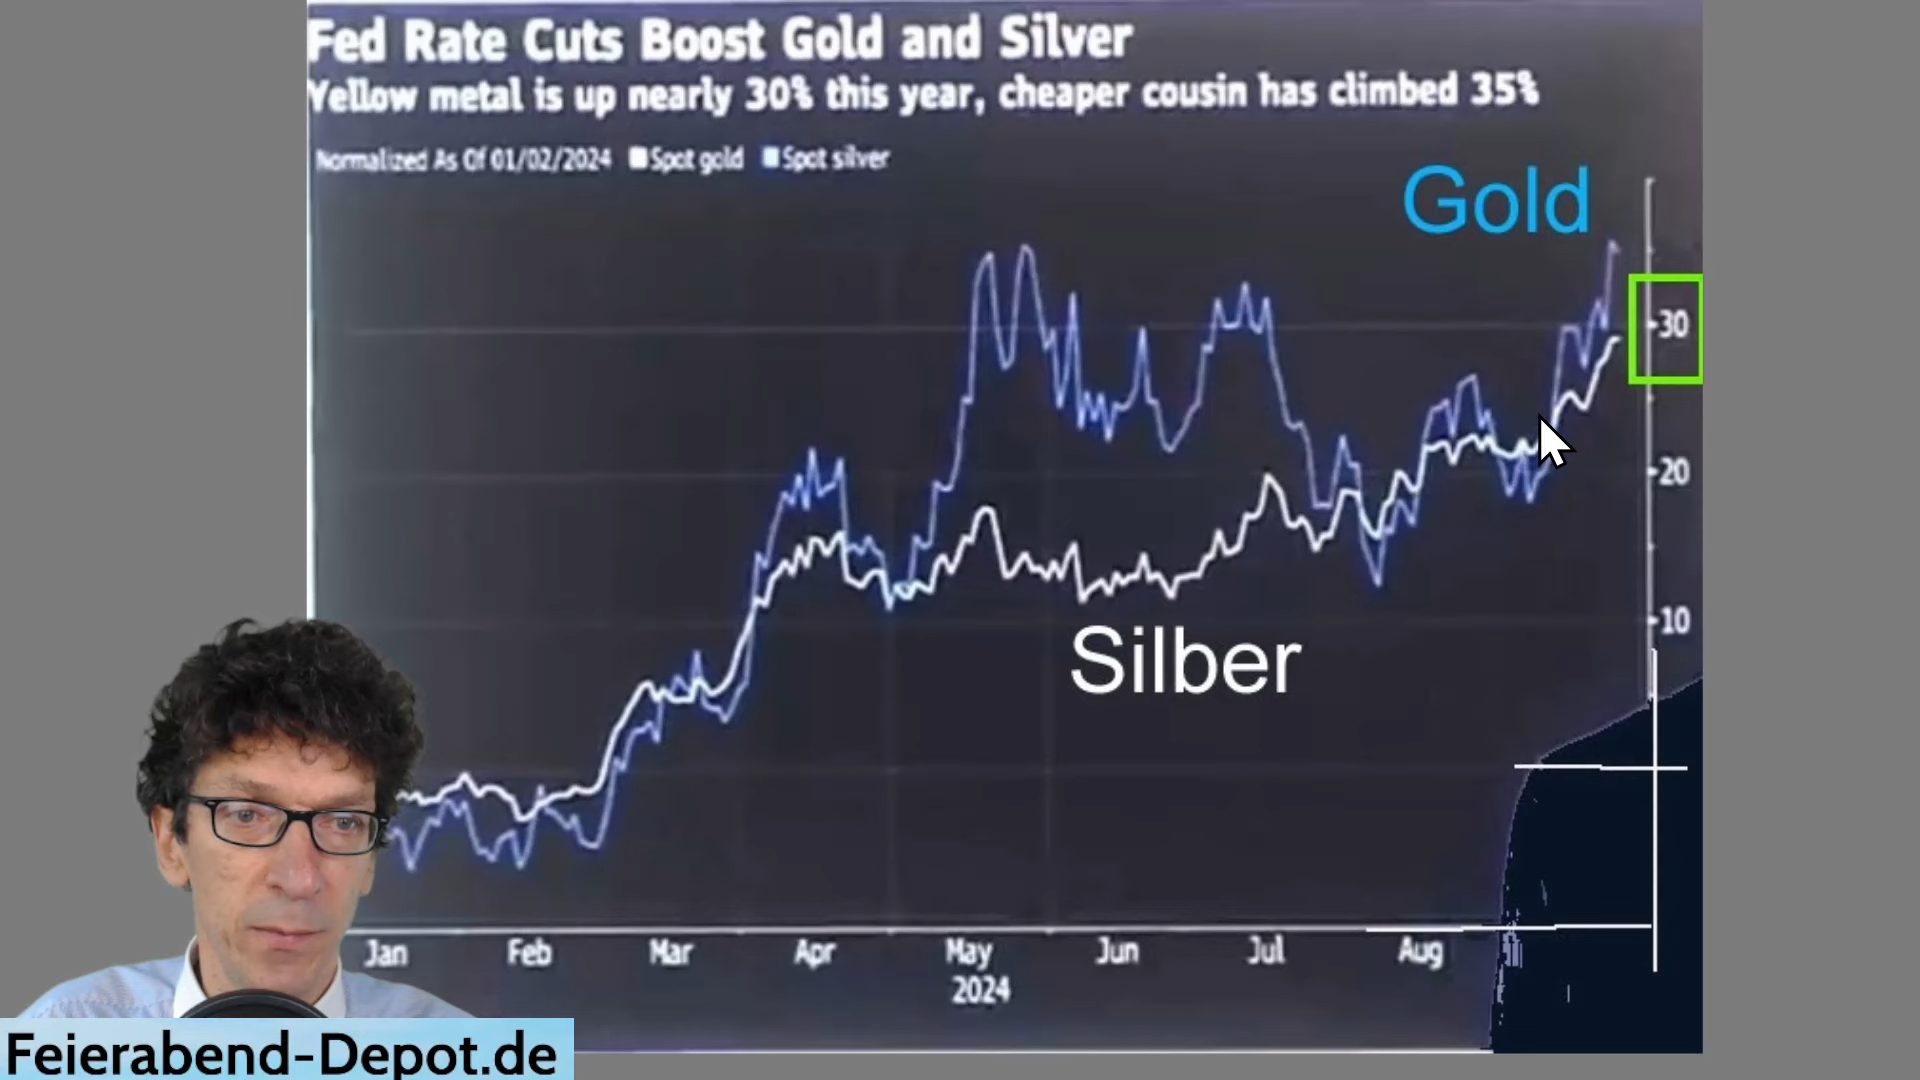 Fed Rate Cuts Boost Gold and Silver
Yellow metal is up nearly 30% this year, cheaper cousin has climbed 35%
Normalized As Of 01/02/2024 Spot gold Spot silver
Gold
30
20
10
Silber
Jan Feb Mar Apr May Jun Jul Aug
2024
Feierabend-Depot.de